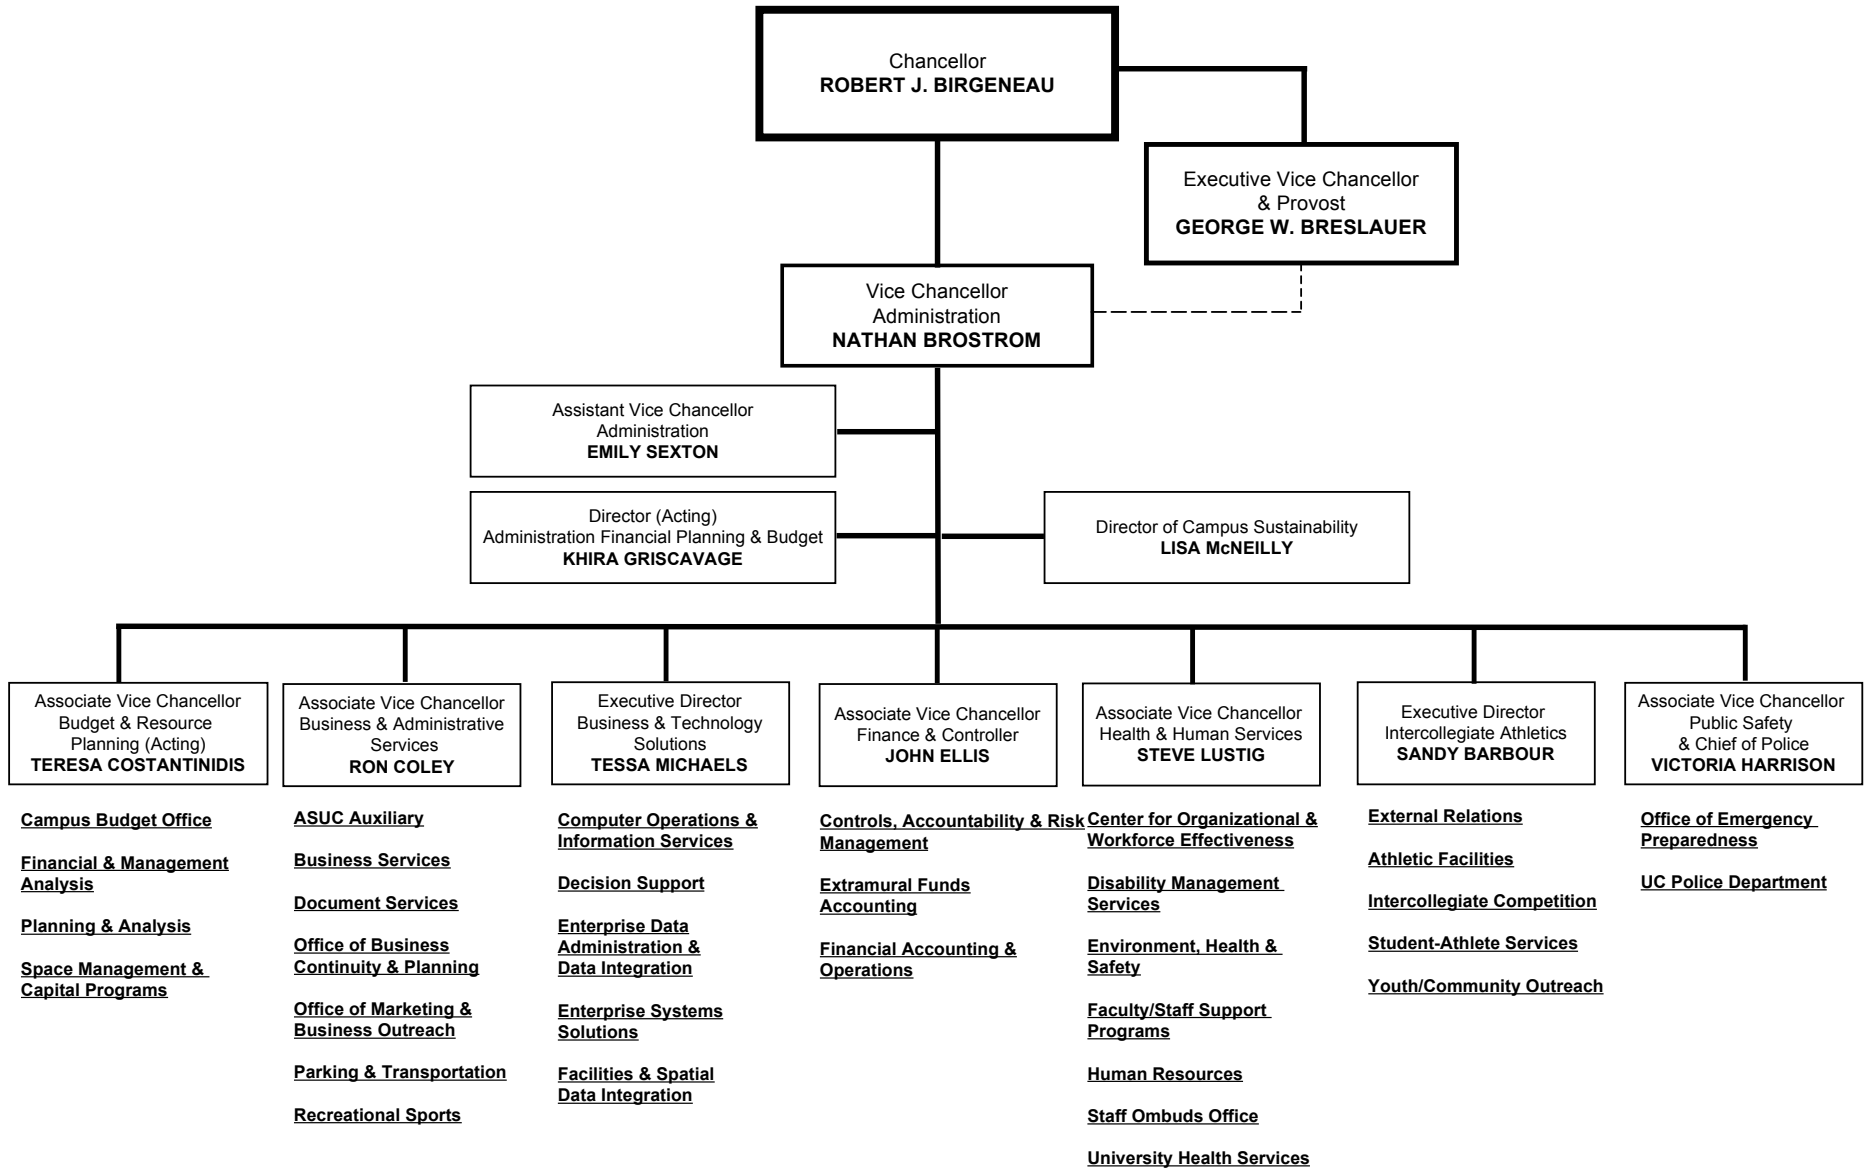 Chancellor
ROBERT J. BIRGENEAU
Executive Vice Chancellor
& Provost
GEORGE W. BRESLAUER
Vice Chancellor
Administration
NATHAN BROSTROM
Assistant Vice Chancellor
Administration
EMILY SEXTON
Director (Acting)
Administration Financial Planning & Budget
KHIRA GRISCAVAGE
Director of Campus Sustainability
LISA McNEILLY
Associate Vice Chancellor
Budget & Resource
Planning (Acting)
TERESA COSTANTINIDIS
Campus Budget Office
Financial & Management
Analysis
Planning & Analysis
Space Management &
Capital Programs
Associate Vice Chancellor
Business & Administrative
Services
RON COLEY
ASUC Auxiliary
Business Services
Document Services
Office of Business
Continuity & Planning
Office of Marketing &
Business Outreach
Parking & Transportation
Recreational Sports
Executive Director
Business & Technology
Solutions
TESSA MICHAELS
Computer Operations &
Information Services
Decision Support
Enterprise Data
Administration &
Data Integration
Enterprise Systems
Solutions
Facilities & Spatial
Data Integration
Associate Vice Chancellor
Finance & Controller
JOHN ELLIS
Controls, Accountability & Risk
Management
Extramural Funds
Accounting
Financial Accounting &
Operations
Associate Vice Chancellor
Health & Human Services
STEVE LUSTIG
Center for Organizational &
Workforce Effectiveness
Disability Management
Services
Environment, Health &
Safety
Faculty/Staff Support
Programs
Human Resources
Staff Ombuds Office
University Health Services
Executive Director
Intercollegiate Athletics
SANDY BARBOUR
External Relations
Athletic Facilities
Intercollegiate Competition
Student-Athlete Services
Youth/Community Outreach
Associate Vice Chancellor
Public Safety
& Chief of Police
VICTORIA HARRISON
Office of Emergency
Preparedness
UC Police Department